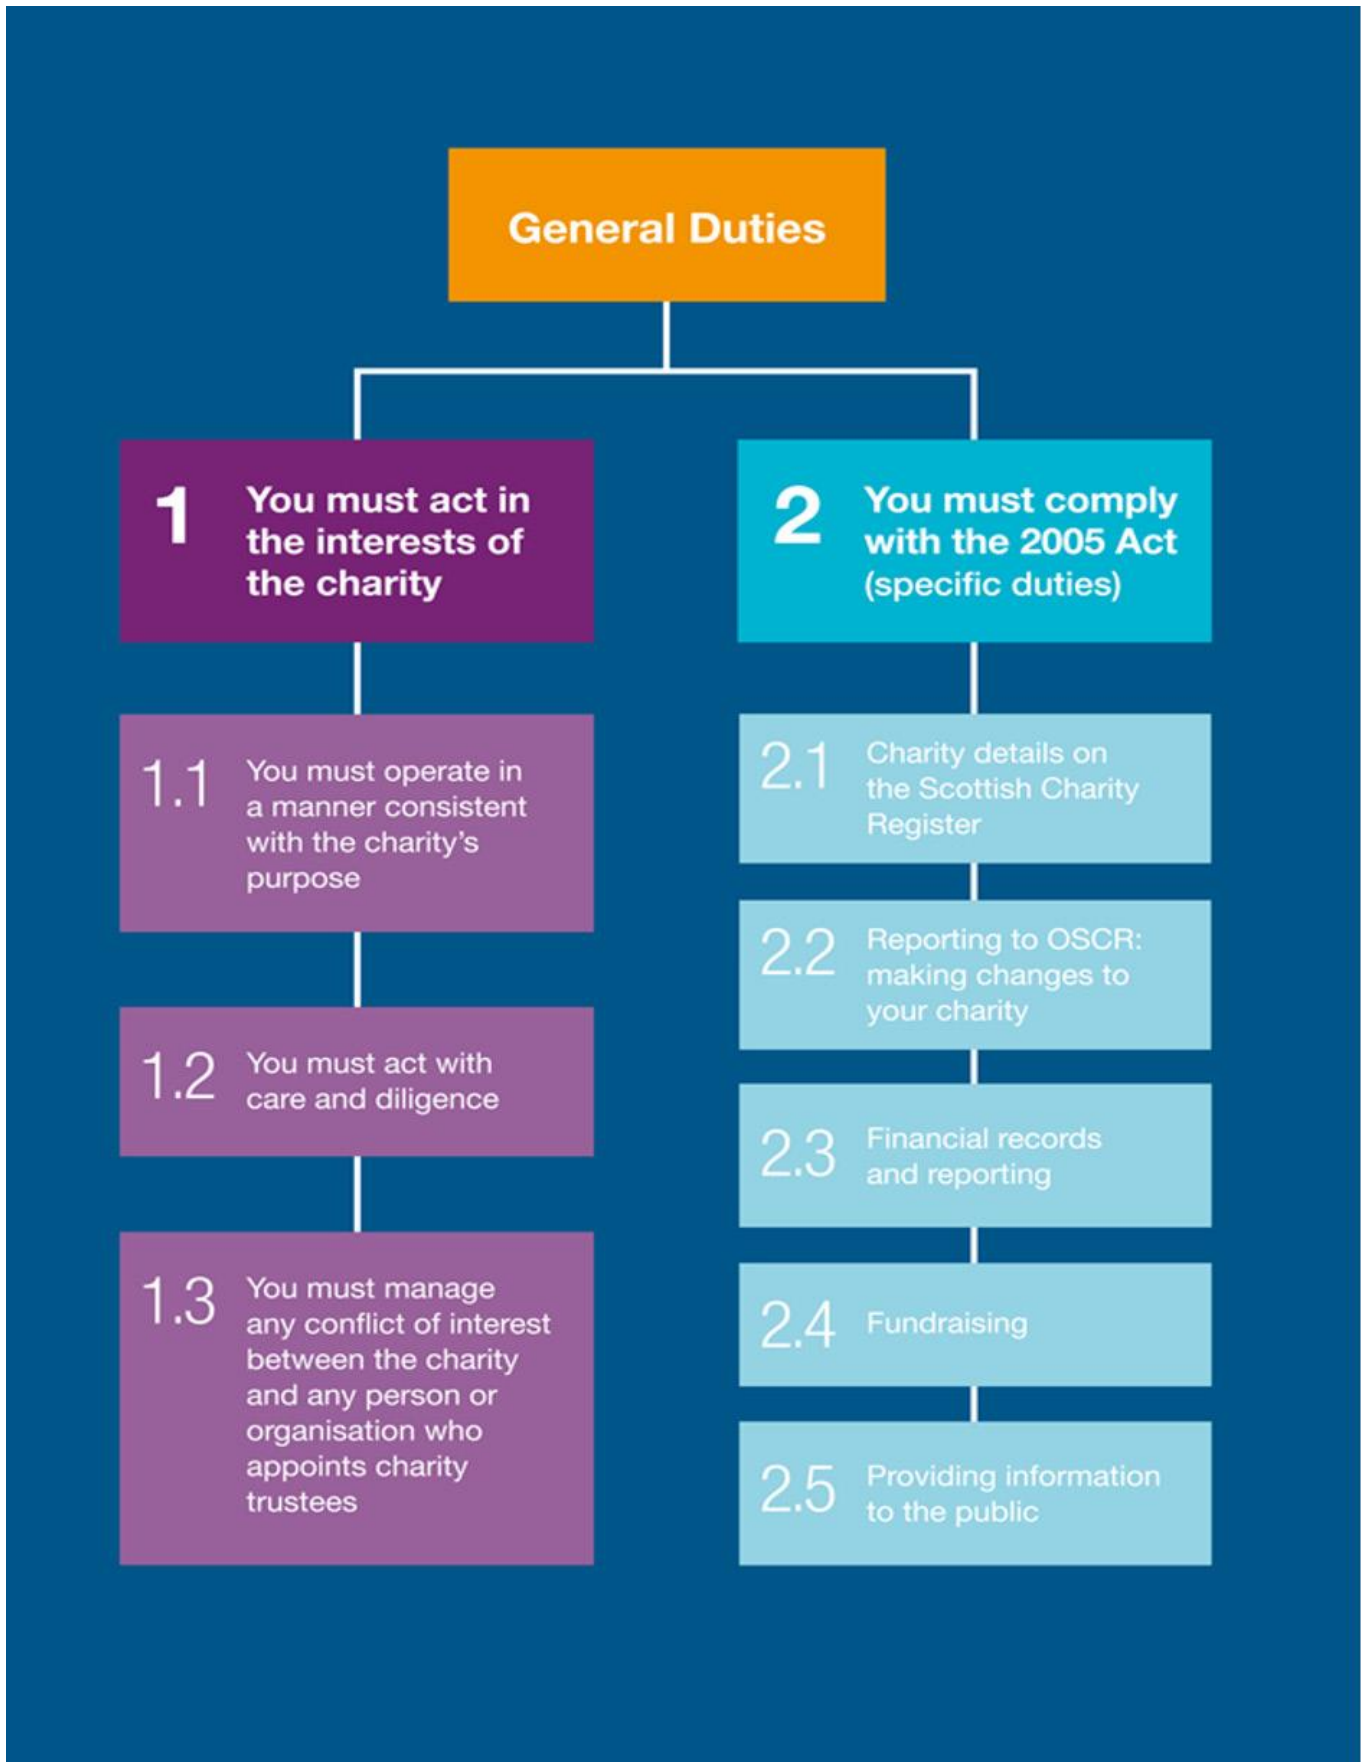 General Duties
1
You must act in
the interests of
the charity
2
You must comply
with the 2005 Act
(specific duties)
1.1
You must operate in
a manner consistent
with the charity’s
purpose
1.2
You must act with
care and diligence
1.3
You must manage
any conflict of interest
between the charity
and any person or
organisation who
appoints charity
trustees
2.1
Charity details on
the Scottish Charity
Register
2.2
Reporting to OSCR:
making changes to
your charity
2.3
Financial records
and reporting
2.4
Fundraising
2.5
Providing information
to the public